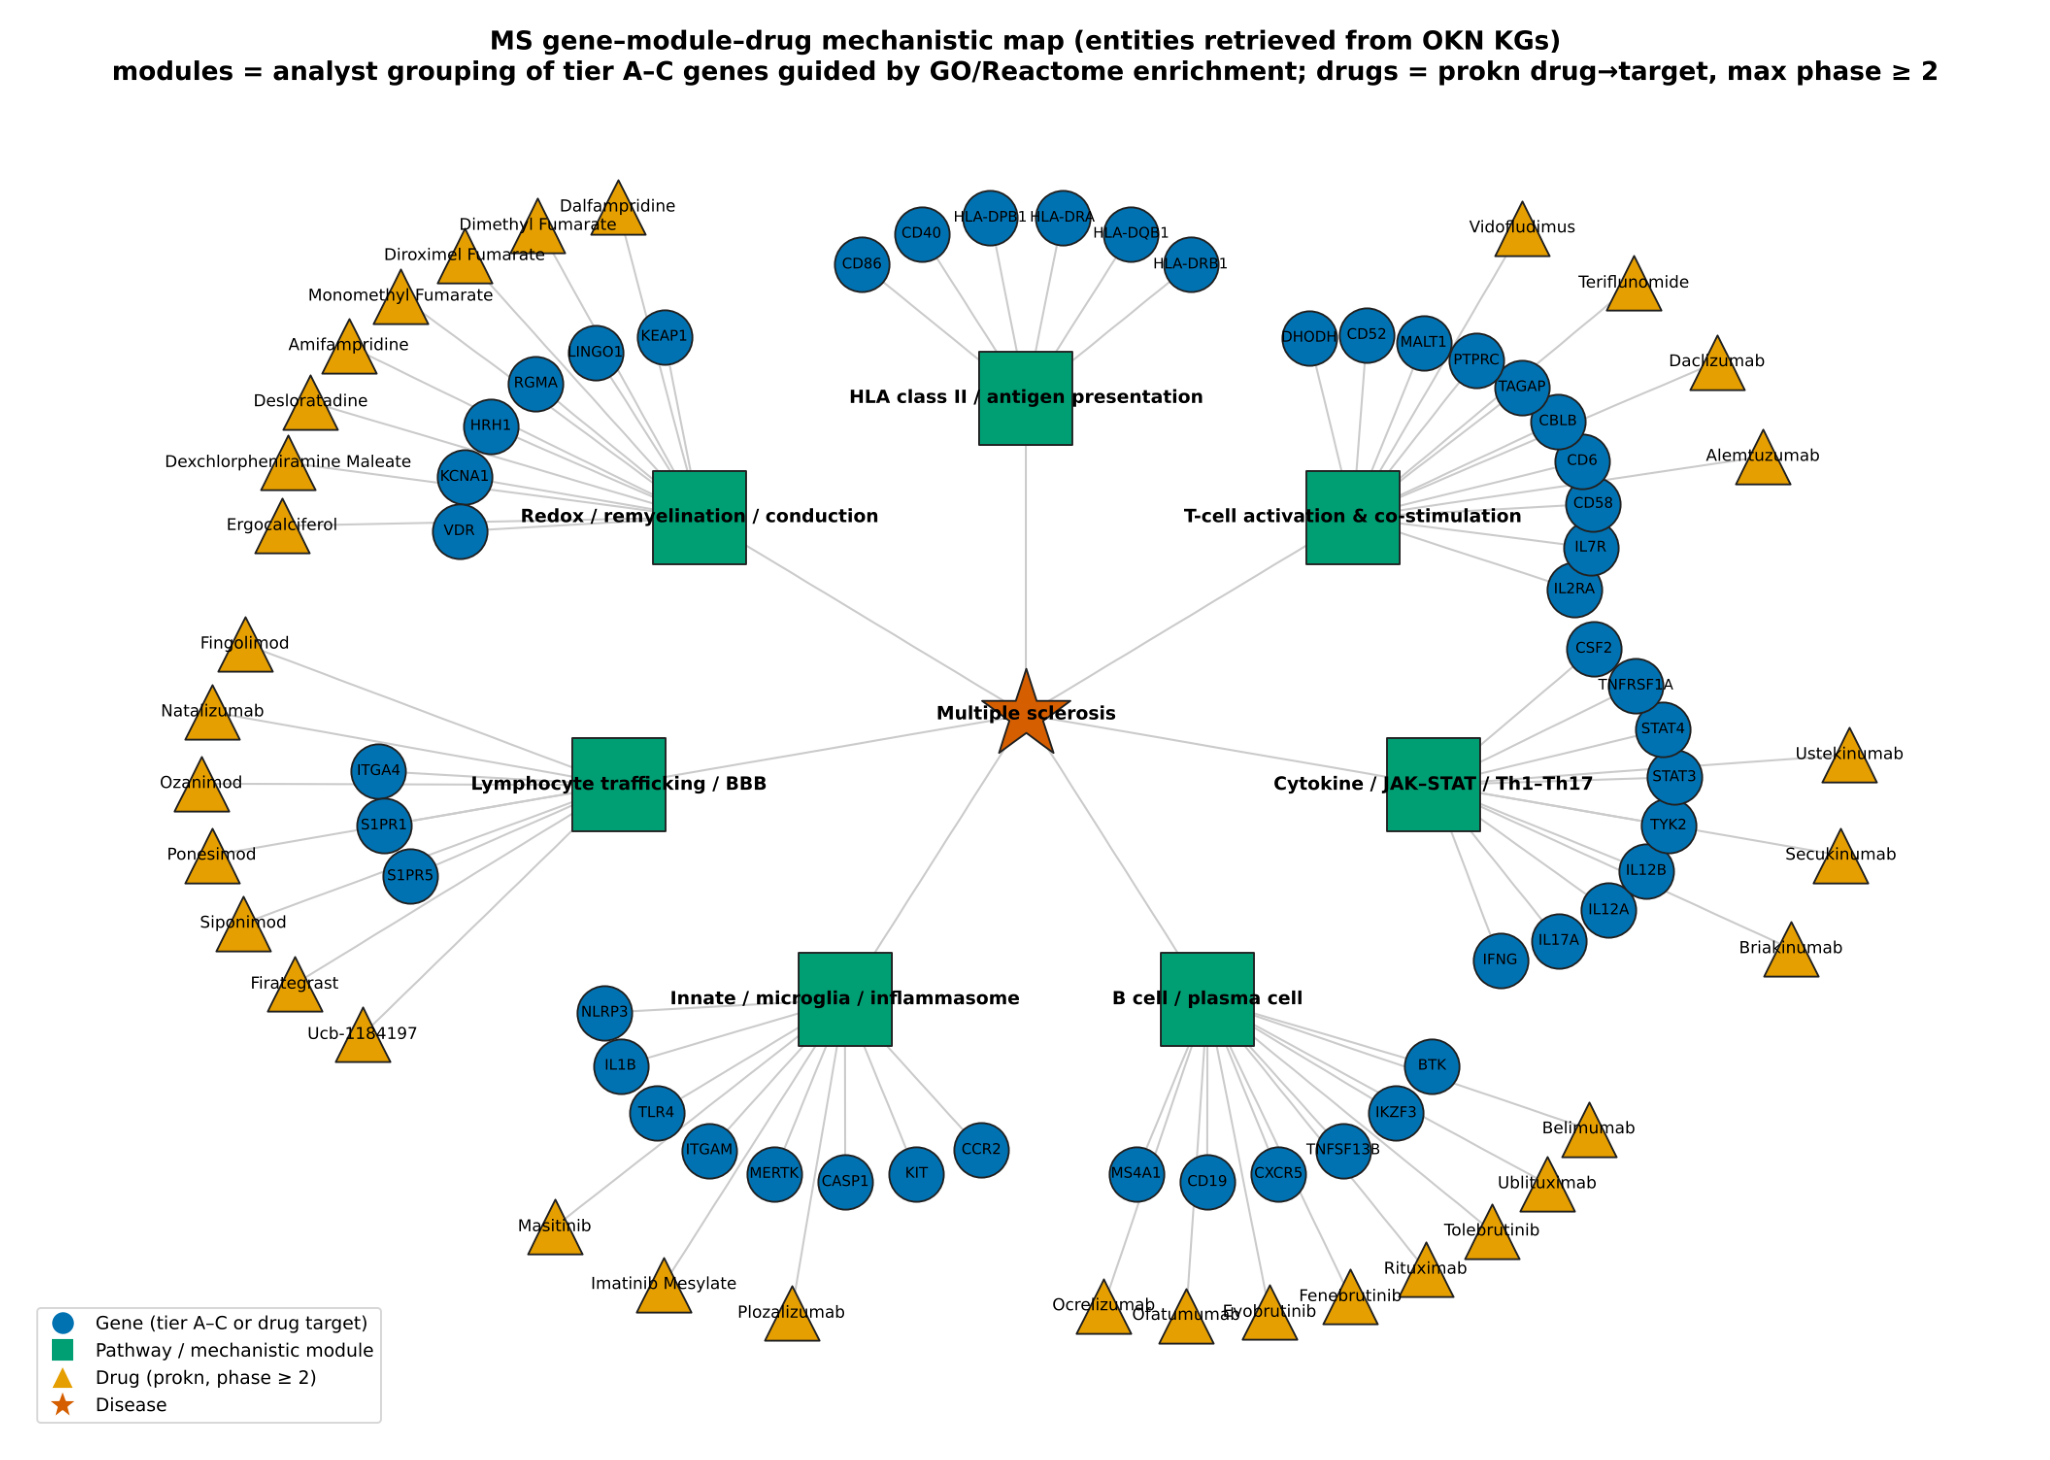 MS gene–module–drug mechanistic map (entities retrieved from OKN KGs)
modules = analyst grouping of tier A–C genes guided by GO/Reactome enrichment; drugs = prokn drug→target, max phase ≥ 2
Dalfampridine
Dimethyl Fumarate
Diroximel Fumarate
Monomethyl Fumarate
Amifampridine
Desloratadine
Dexchlorpheniramine Maleate
Ergocalciferol
KEAP1
LINGO1
RGMA
HRH1
KCNA1
VDR
Redox / remyelination / conduction
CD86
CD40
HLA-DPB1
HLA-DRA
HLA-DQB1
HLA-DRB1
HLA class II / antigen presentation
Vidofludimus
Teriflunomide
Daclizumab
Alemtuzumab
DHODH
CD52
MALT1
PTPRC
TAGAP
CBLB
CD6
CD58
IL7R
IL2RA
T-cell activation & co-stimulation
Multiple sclerosis
Fingolimod
Natalizumab
Ozanimod
Ponesimod
Siponimod
Firategrast
Ucb-1184197
ITGA4
S1PR1
S1PR5
Lymphocyte trafficking / BBB
CSF2
TNFRSF1A
STAT4
STAT3
TYK2
IL12B
IL12A
IL17A
IFNG
Cytokine / JAK–STAT / Th1–Th17
Ustekinumab
Secukinumab
Briakinumab
Innate / microglia / inflammasome
NLRP3
IL1B
TLR4
ITGAM
MERTK
CASP1
KIT
CCR2
Masitinib
Imatinib Mesylate
Plozalizumab
B cell / plasma cell
BTK
IKZF3
TNFSF13B
CXCR5
CD19
MS4A1
Belimumab
Ublituximab
Tolebrutinib
Rituximab
Fenebrutinib
Evobrutinib
Ofatumumab
Ocrelizumab
Gene (tier A–C or drug target)
Pathway / mechanistic module
Drug (prokn, phase ≥ 2)
Disease